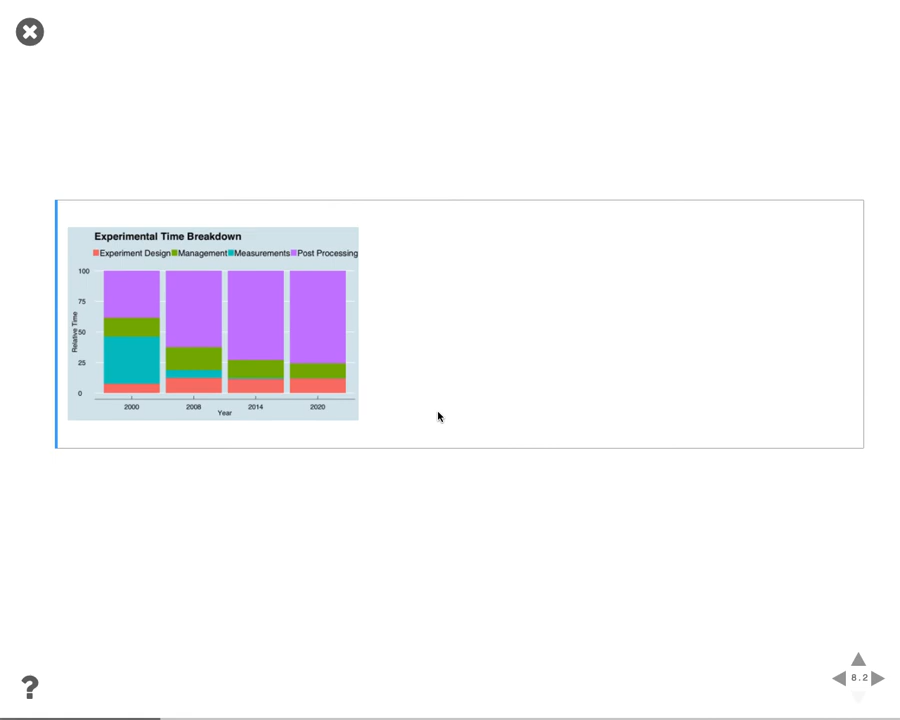 Experimental Time Breakdown
Experiment Design Management Measurements Post Processing
100
75
50
25
0
Relative Time
2000 2008 2014 2020
Year
?
8.2